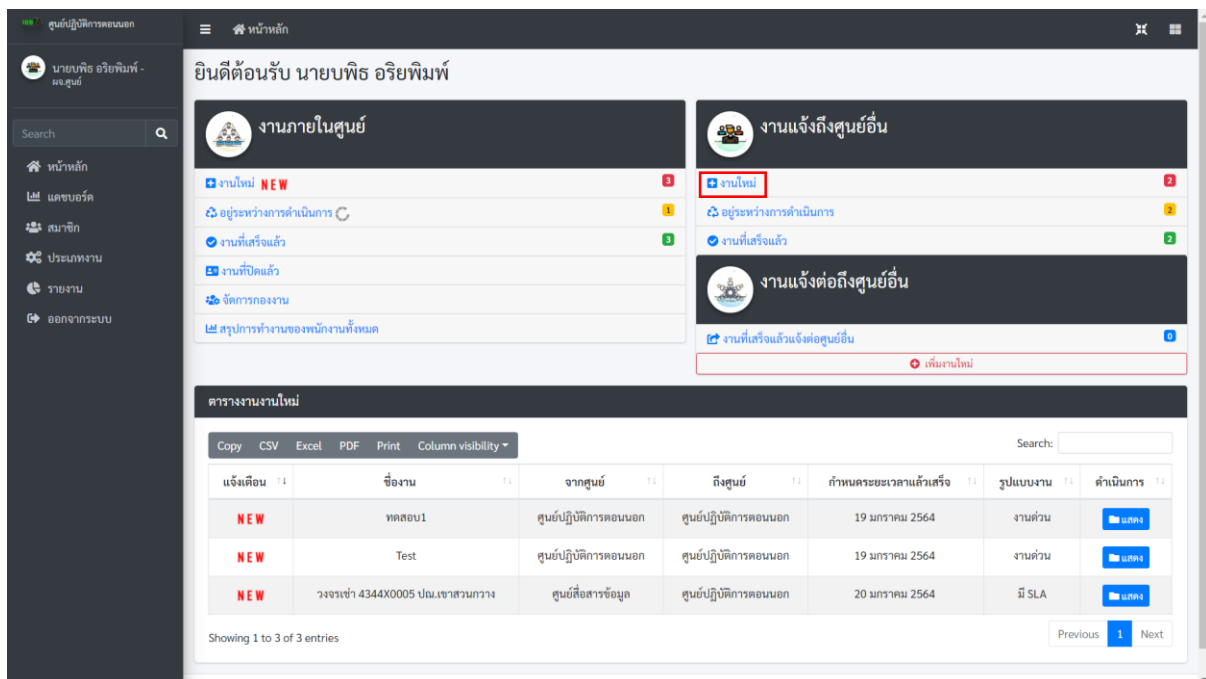 ศูนย์ปฏิบัติการตอนนอก
หน้าหลัก
นายบพิธ อริยพิมพ์ -
ผจ.ศูนย์
ยินดีต้อนรับ นายบพิธ อริยพิมพ์
Search
หน้าหลัก
แดชบอร์ด
สมาชิก
ประเภทงาน
รายงาน
ออกจากระบบ
งานภายในศูนย์
งานใหม่ NEW 3
อยู่ระหว่างการดำเนินการ 1
งานที่เสร็จแล้ว 3
งานที่ปิดแล้ว
จัดการกองงาน
สรุปการทำงานของพนักงานทั้งหมด
งานแจ้งถึงศูนย์อื่น
งานใหม่ 2
อยู่ระหว่างการดำเนินการ 2
งานที่เสร็จแล้ว 2
งานแจ้งต่อถึงศูนย์อื่น
งานที่เสร็จแล้วแจ้งต่อศูนย์อื่น 0
เพิ่มงานใหม่
ตารางงานงานใหม่
Copy CSV Excel PDF Print Column visibility Search:
แจ้งเตือน ชื่องาน จากศูนย์ ถึงศูนย์ กำหนดระยะเวลาแล้วเสร็จ รูปแบบงาน ดำเนินการ
NEW ทดสอบ1 ศูนย์ปฏิบัติการตอนนอก ศูนย์ปฏิบัติการตอนนอก 19 มกราคม 2564 งานด่วน แสดง
NEW Test ศูนย์ปฏิบัติการตอนนอก ศูนย์ปฏิบัติการตอนนอก 19 มกราคม 2564 งานด่วน แสดง
NEW วงจรเช่า 4344X0005 ปณ.เขาสวนกวาง ศูนย์สื่อสารข้อมูล ศูนย์ปฏิบัติการตอนนอก 20 มกราคม 2564 มี SLA แสดง
Showing 1 to 3 of 3 entries Previous 1 Next